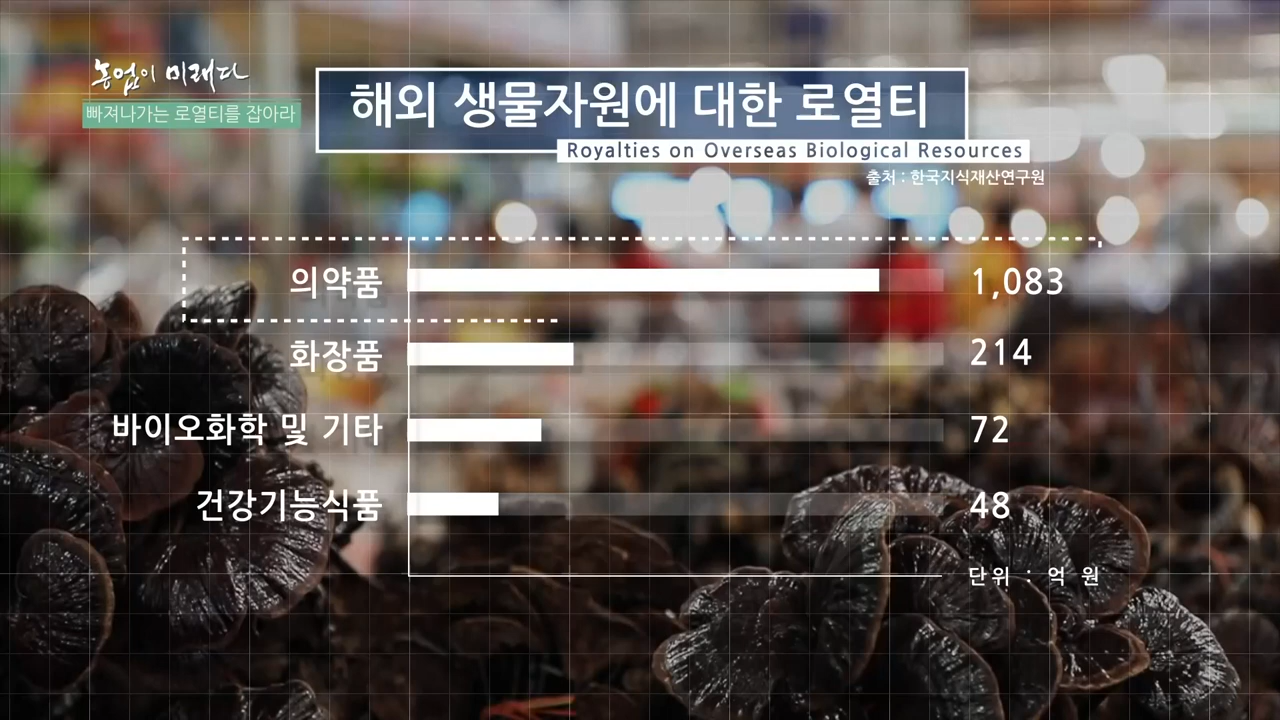 농업이 미래다
빠져나가는 로열티를 잡아라
해외 생물자원에 대한 로열티
Royalties on Overseas Biological Resources
출처 : 한국지식재산연구원
의약품 1,083
화장품 214
바이오화학 및 기타 72
건강기능식품 48
단위 : 억 원